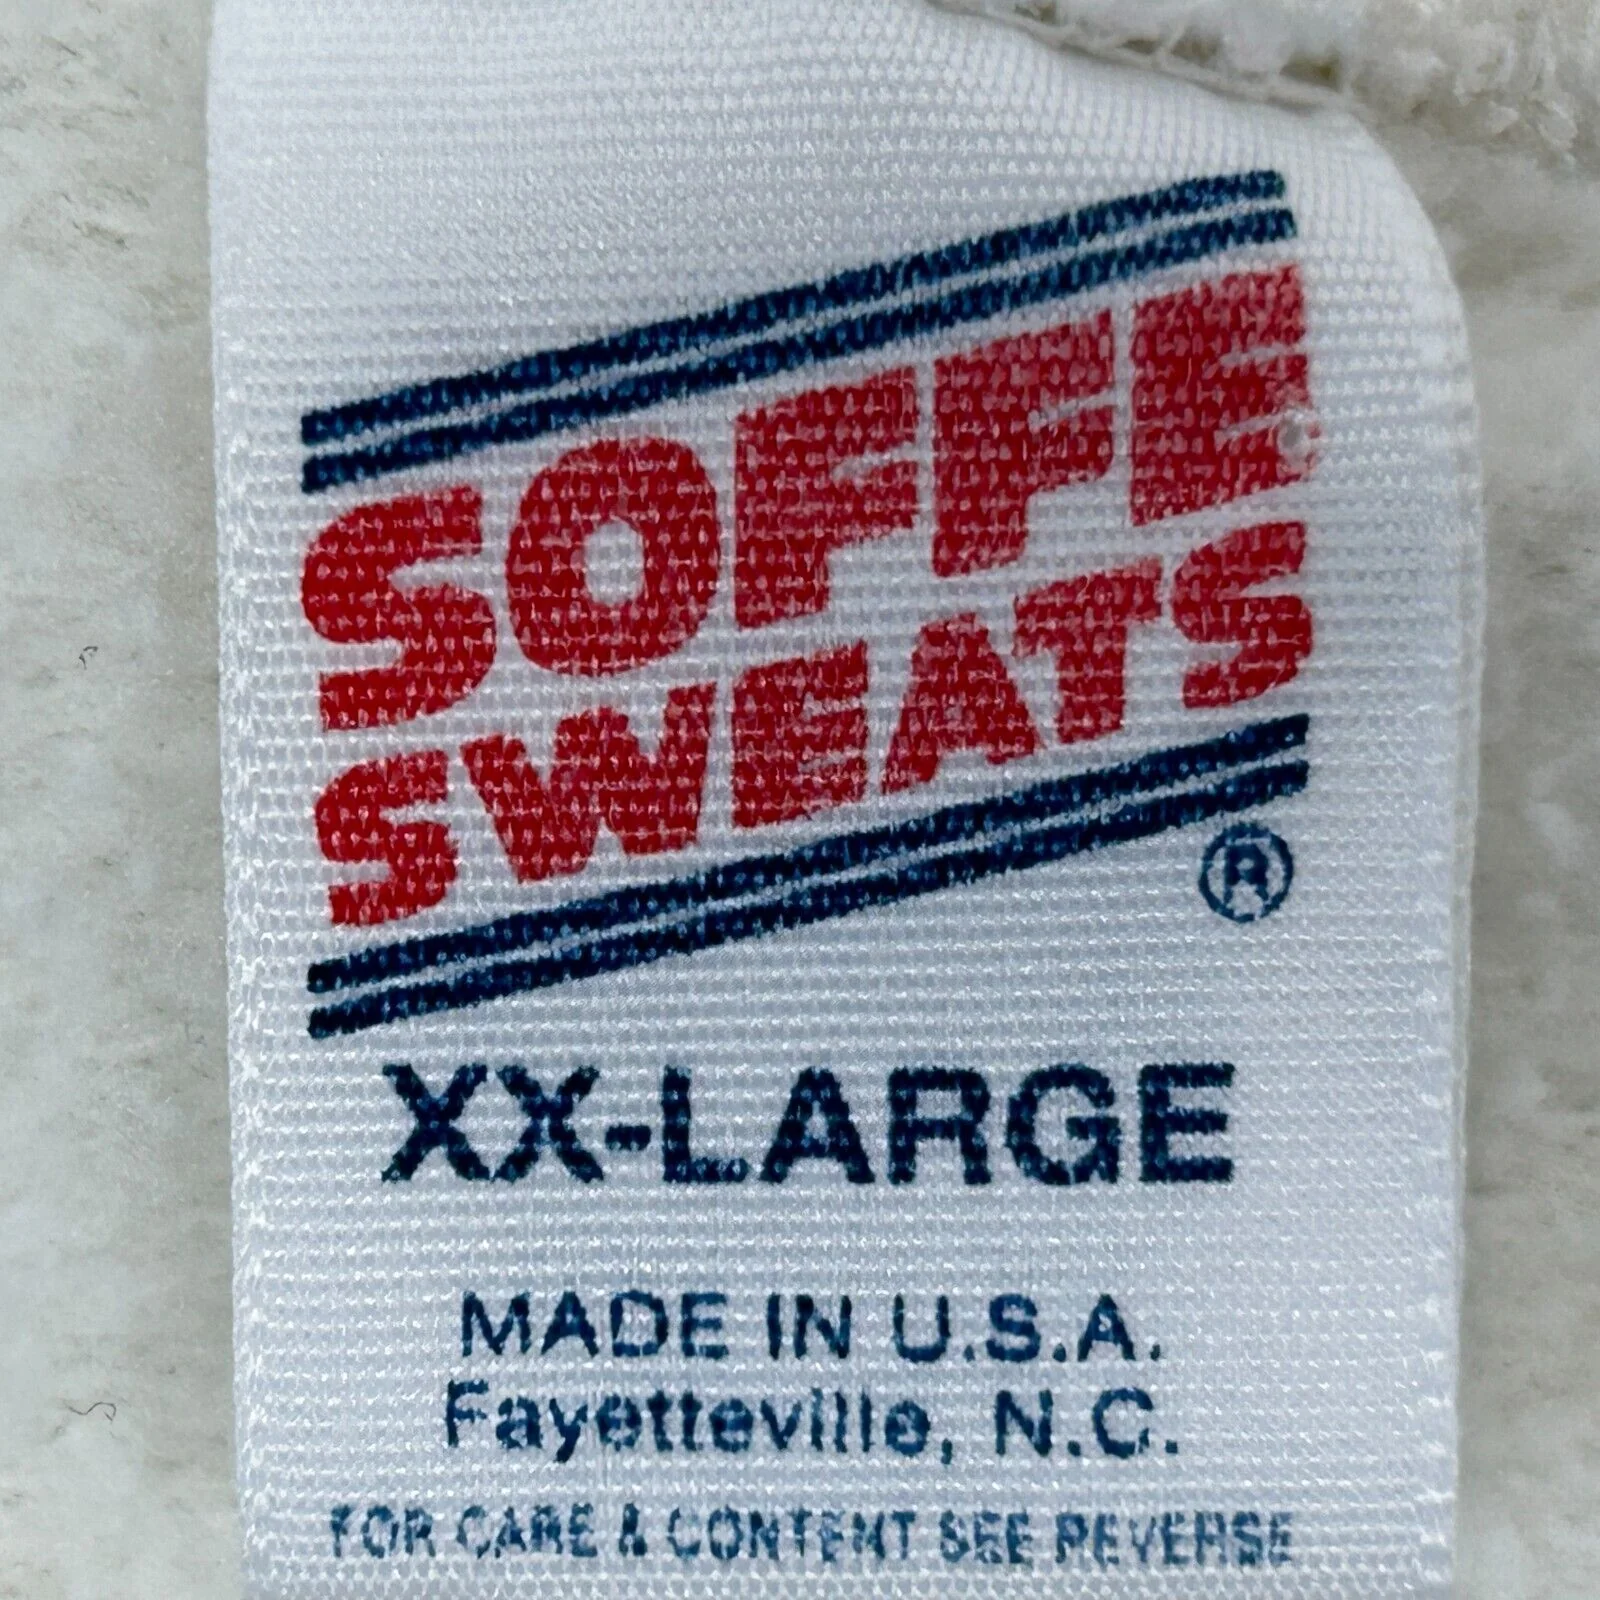 SOFFE
SWEATS
®
XX-LARGE
MADE IN U.S.A.
Fayetteville, N.C.
FOR CARE & CONTENT SEE REVERSE